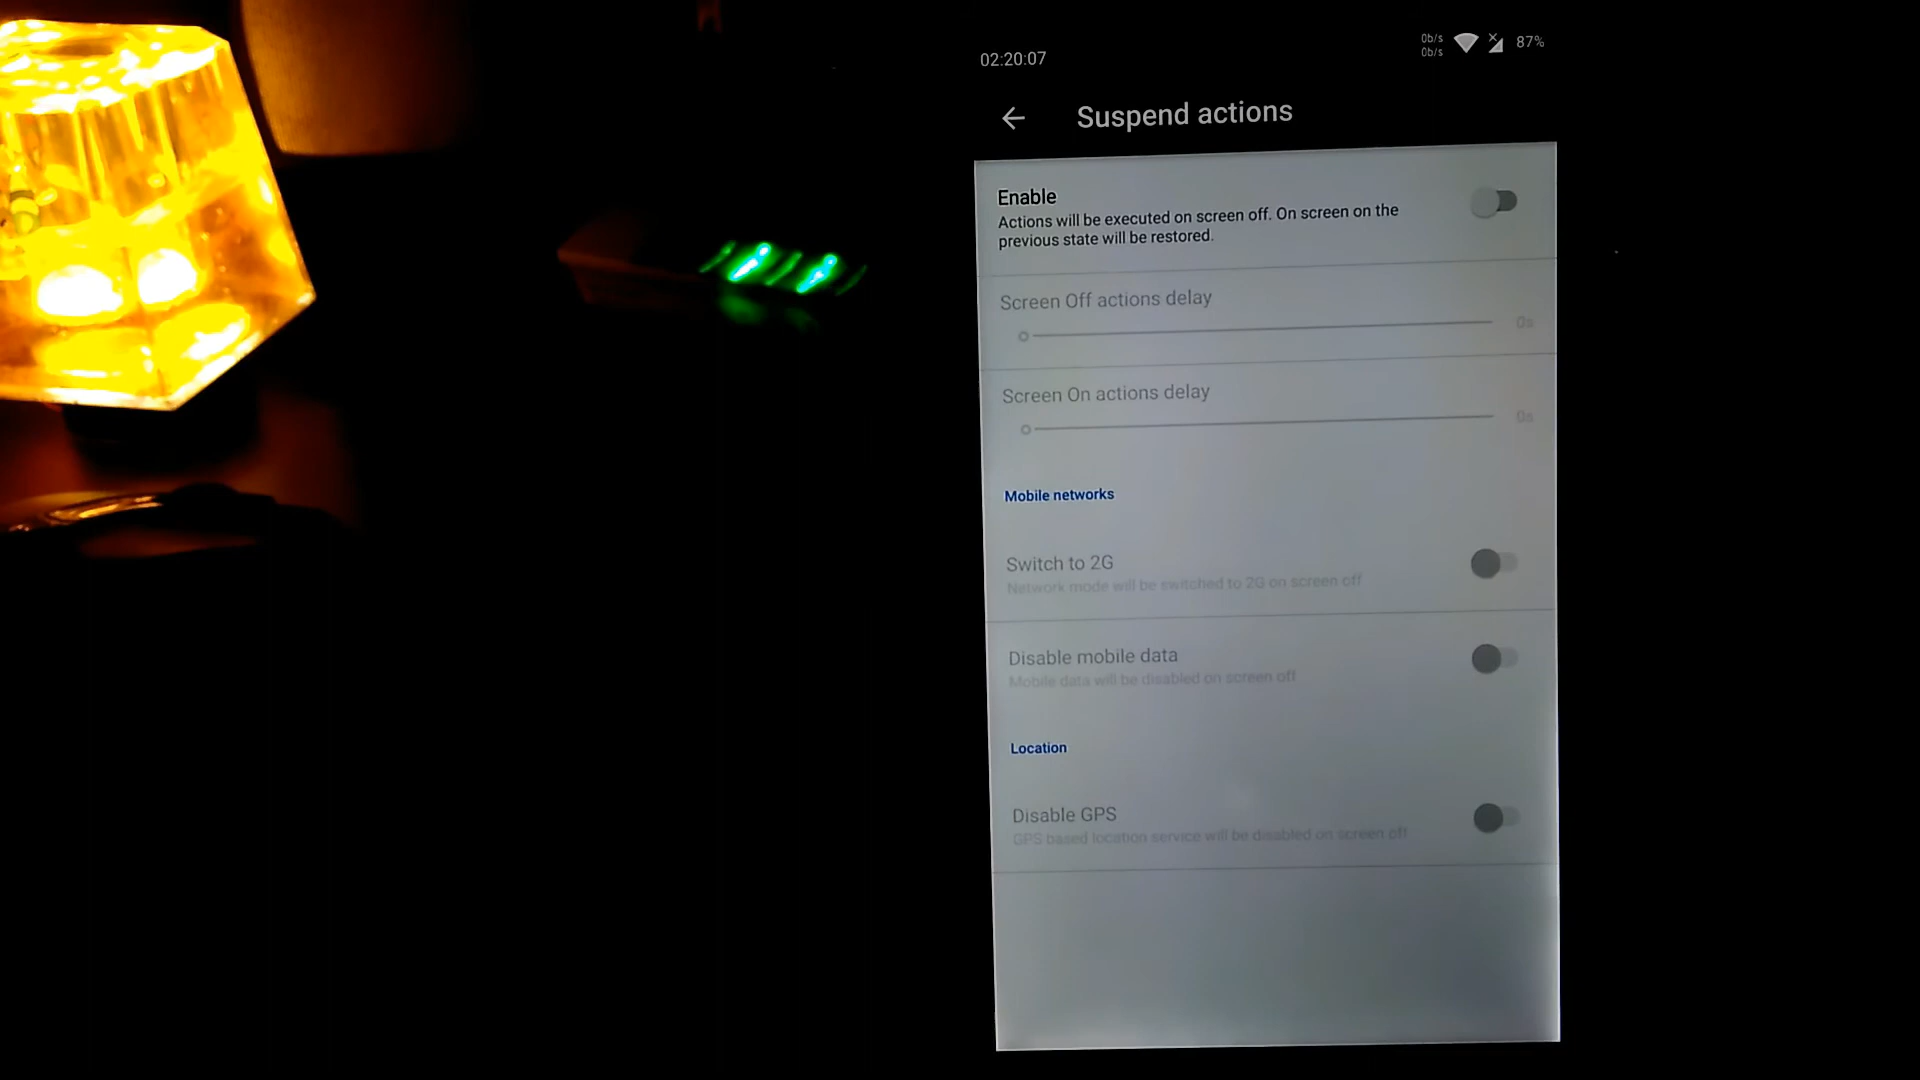 02:20:07
0b/s
0b/s
87%
Suspend actions
Enable
Actions will be executed on screen off. On screen on the
previous state will be restored.
Screen Off actions delay
0s
Screen On actions delay
0s
Mobile networks
Switch to 2G
Network mode will be switched to 2G on screen off
Disable mobile data
Mobile data will be disabled on screen off
Location
Disable GPS
GPS based location service will be disabled on screen off